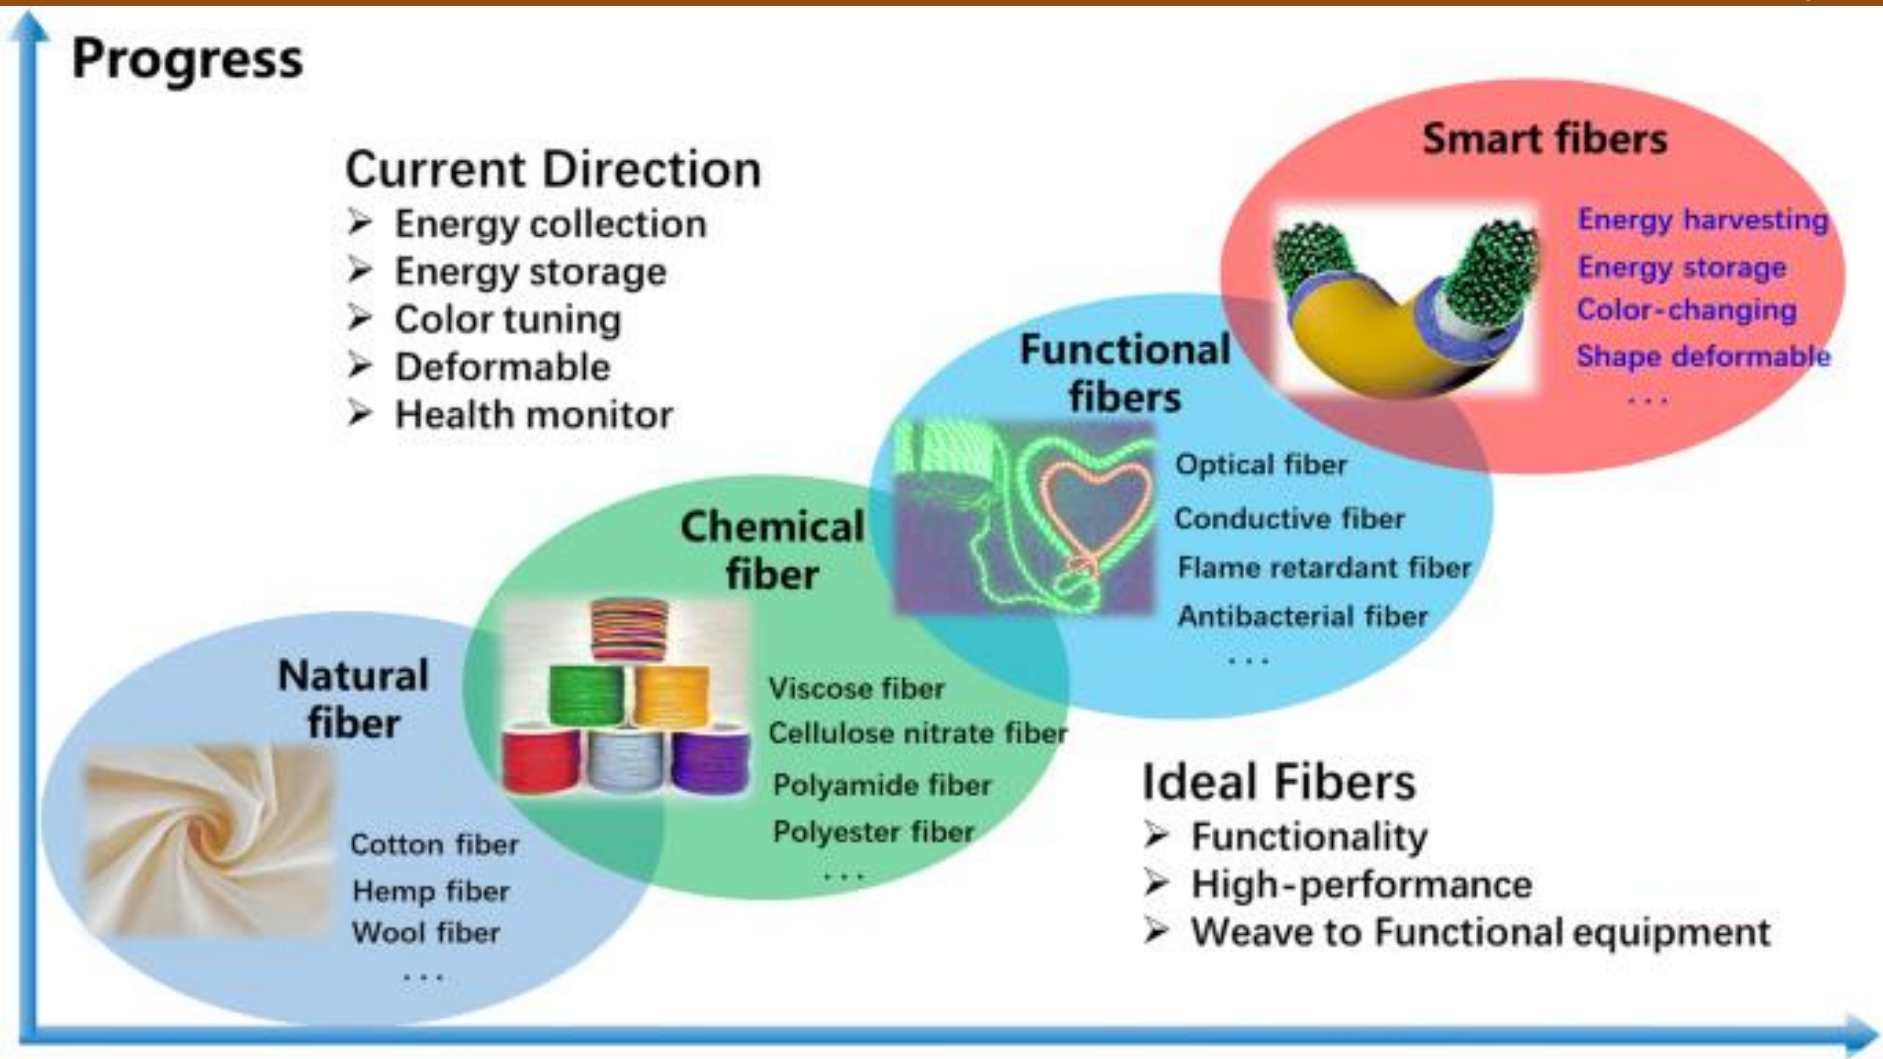 Progress
Current Direction
➢ Energy collection
➢ Energy storage
➢ Color tuning
➢ Deformable
➢ Health monitor
Smart fibers
Energy harvesting
Energy storage
Color-changing
Shape deformable
...
Functional
fibers
Optical fiber
Conductive fiber
Flame retardant fiber
Antibacterial fiber
...
Chemical
fiber
Viscose fiber
Cellulose nitrate fiber
Polyamide fiber
Polyester fiber
...
Natural
fiber
Cotton fiber
Hemp fiber
Wool fiber
...
Ideal Fibers
➢ Functionality
➢ High-performance
➢ Weave to Functional equipment